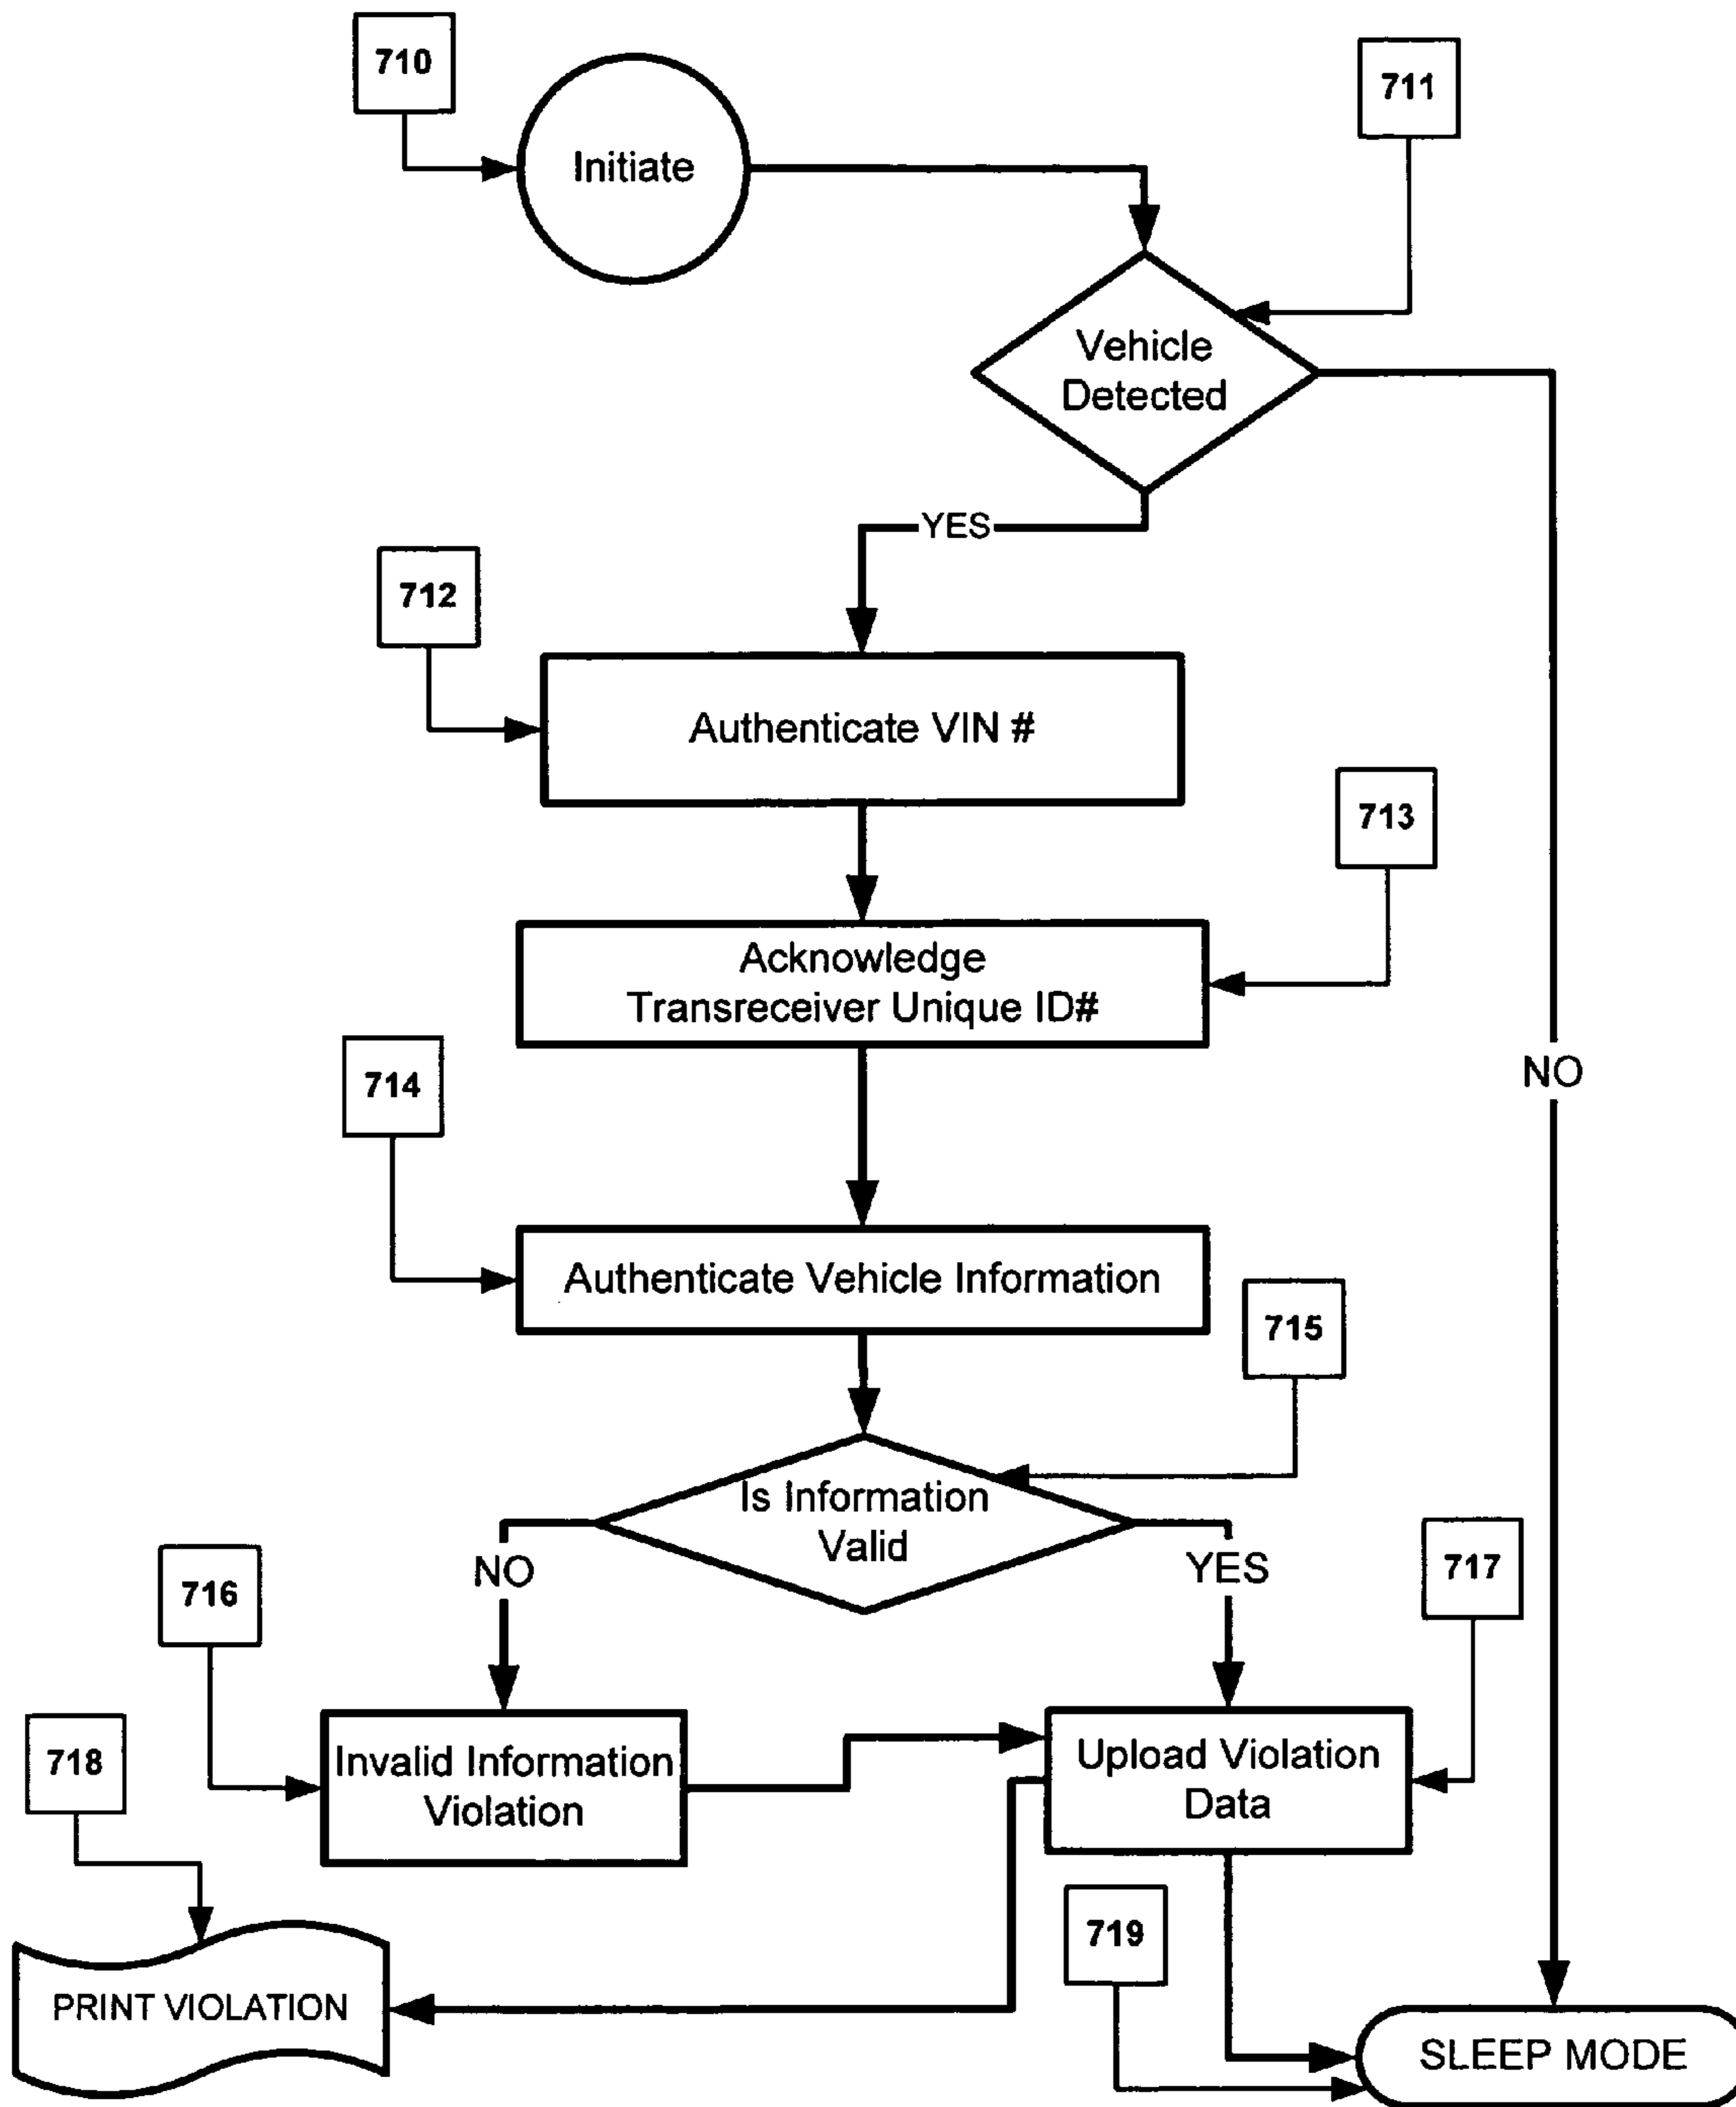 710
711
Initiate
Vehicle
Detected
YES
712
Authenticate VIN #
713
Acknowledge
Transreceiver Unique ID#
NO
714
Authenticate Vehicle Information
715
Is Information
Valid
NO
YES
716
717
718
Invalid Information
Violation
Upload Violation
Data
719
PRINT VIOLATION
SLEEP MODE